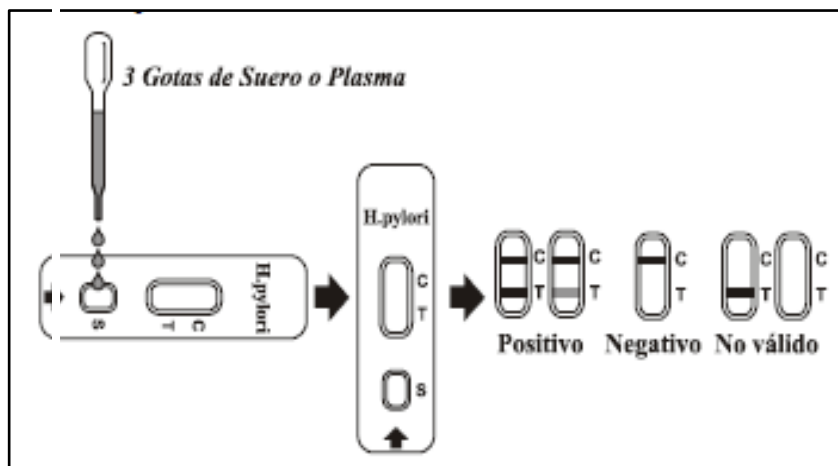 3 Gotas de Suero o Plasma
S
T
C
H.pylori
H.pylori
C
T
S
C
T
C
T
C
T
C
T
C
T
Positivo
Negativo
No válido